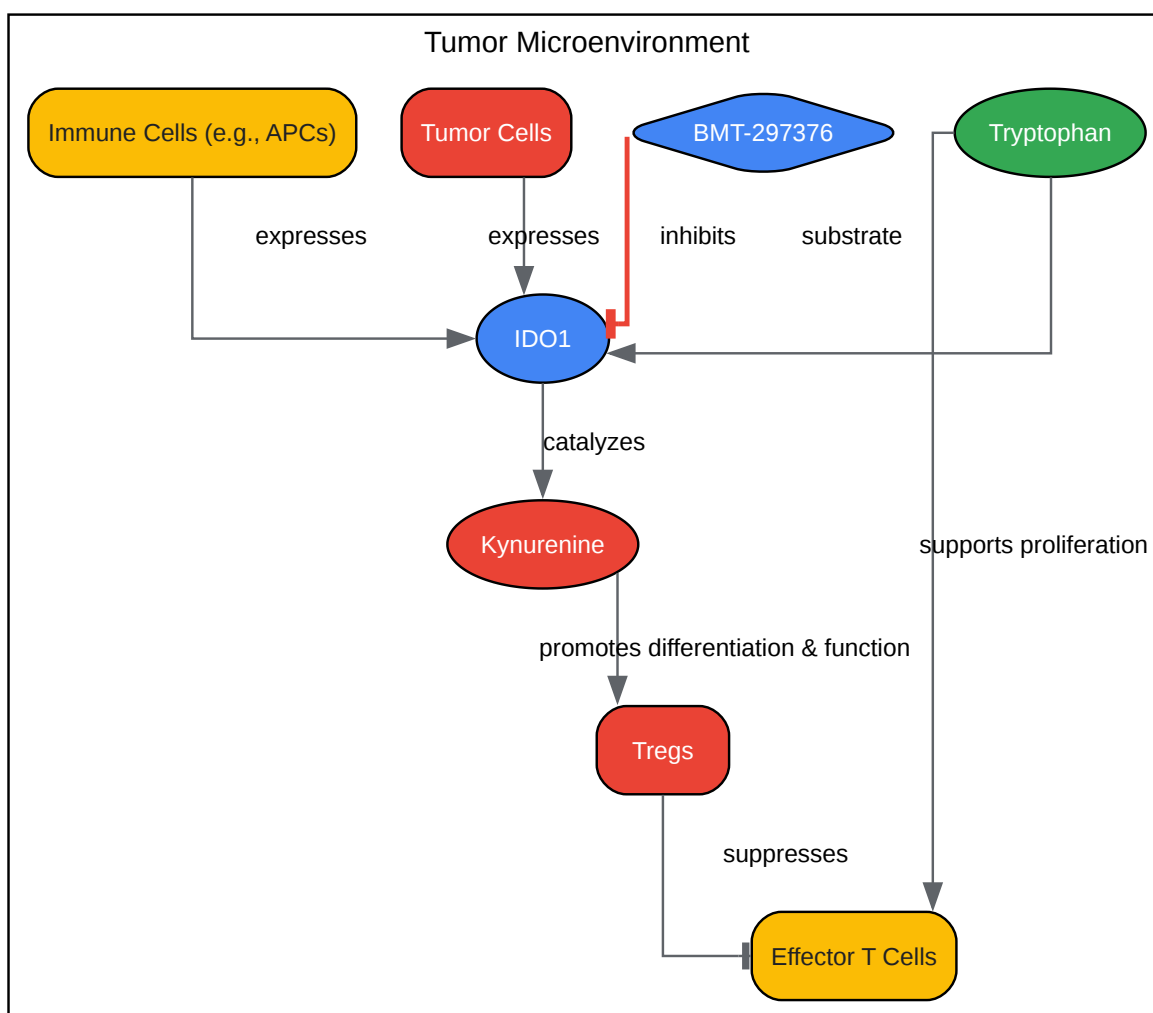 Tumor Microenvironment
Immune Cells (e.g., APCs)
Tumor Cells
BMT-297376
Tryptophan
expresses
expresses
inhibits
substrate
IDO1
catalyzes
Kynurenine
supports proliferation
promotes differentiation & function
Tregs
suppresses
Effector T Cells